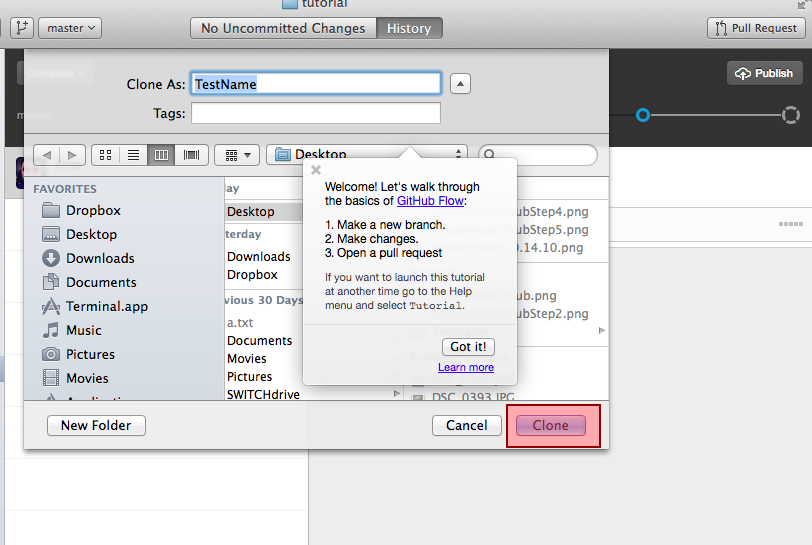 tutorial
master
No Uncommitted Changes
History
Pull Request
Clone As: TestName
Tags:
Publish
Desktop
FAVORITES
Dropbox
Desktop
Downloads
Documents
Terminal.app
Music
Pictures
Movies
ay
Desktop
terday
Downloads
Dropbox
vious 30 Days
a.txt
Documents
Movies
Pictures
SWITCHdrive
Welcome! Let's walk through
the basics of GitHub Flow:
1. Make a new branch.
2. Make changes.
3. Open a pull request
If you want to launch this tutorial
at another time go to the Help
menu and select Tutorial.
Got it!
Learn more
ubStep4.png
ubStep5.png
0.14.10.png
ub.png
ubStep2.png
DSC_0393.JPG
New Folder
Cancel
Clone